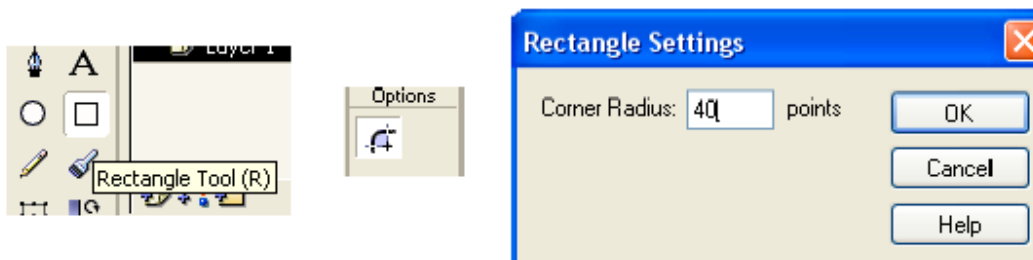 Layer 1
A
Rectangle Tool (R)
Options
Rectangle Settings
Corner Radius: 40 points
OK
Cancel
Help